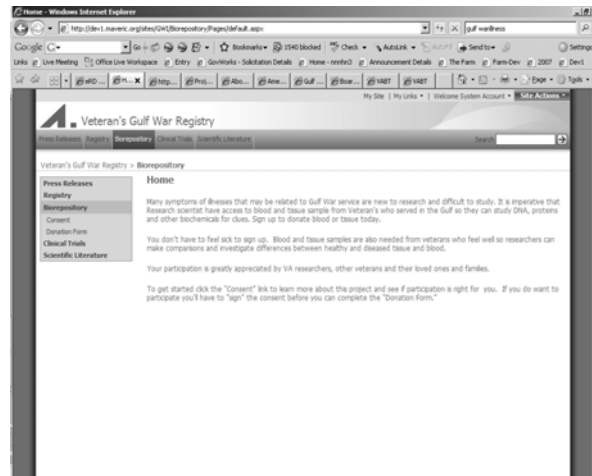 Home - Windows Internet Explorer
http://dev1.maveric.org/sites/GWI/Biorepository/Pages/default.aspx
gulf war illness
Google G Go Bookmarks 1540 blocked Check AutoLink Send to Settings
Links Live Meeting Office Live Workspace Entry GovWorks - Solicitation Details Home - Announcement Details The Farm Farm-Dev 2007 Dev1
eRD ... H... X http... Proj... Abo... Ame... Gulf ... Boar... VABT VABT Page Tools
My Site | My Links | Welcome System Account Site Actions
Veteran's Gulf War Registry
Press Releases Registry Biorepository Clinical Trials Scientific Literature Search
Veteran's Gulf War Registry > Biorepository
Press Releases
Registry
Biorepository
Consent
Donation Form
Clinical Trials
Scientific Literature
Home
Many symptoms of illnesses that may be related to Gulf War service are new to research and difficult to study. It is imperative that
Research scientist have access to blood and tissue sample from Veteran's who served in the Gulf so they can study DNA, proteins
and other biochemicals for clues. Sign up to donate blood or tissue today.
You don't have to feel sick to sign up. Blood and tissue samples are also needed from veterans who feel well so researchers can
make comparisons and investigate differences between healthy and diseased tissue and blood.
Your participation is greatly appreciated by VA researchers, other veterans and their loved ones and families.
To get started click the "Consent" link to learn more about this project and see if participation is right for you. If you do want to
participate you'll have to "sign" the consent before you can complete the "Donation Form."